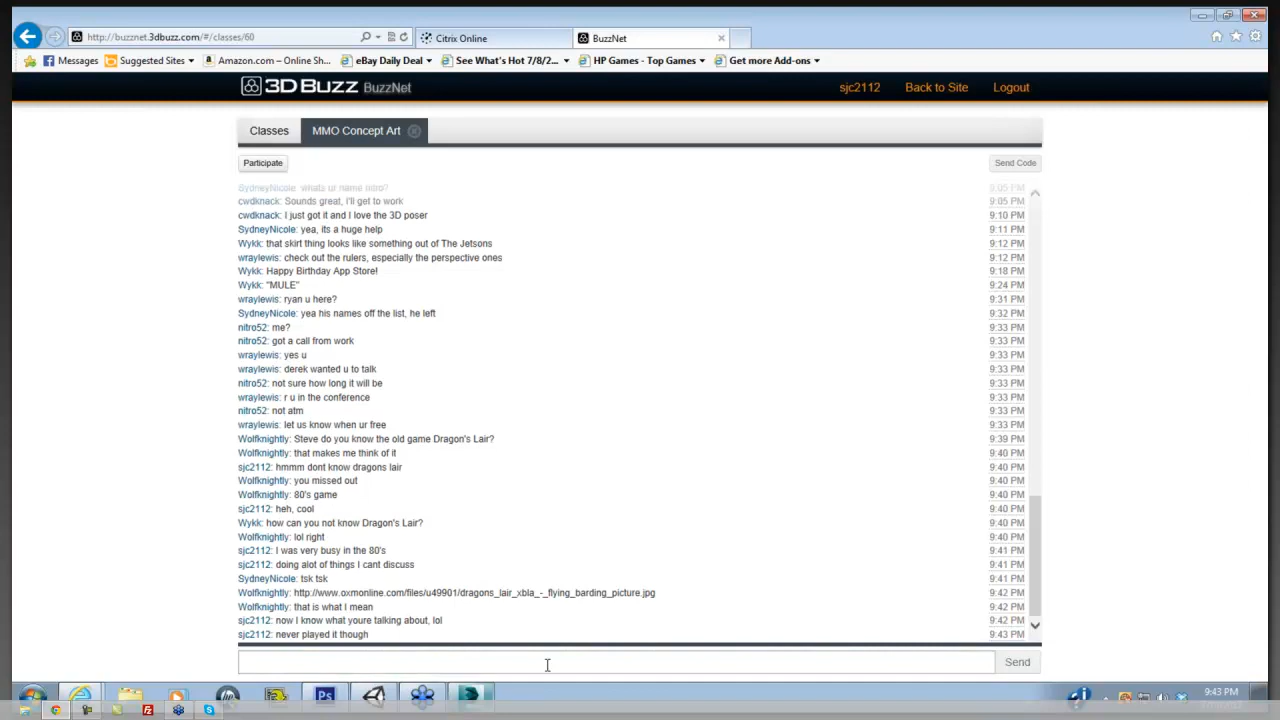 http://buzznet.3dbuzz.com/#/classes/60
Citrix Online
BuzzNet
Messages
Suggested Sites
Amazon.com – Online Sh...
eBay Daily Deal
See What's Hot 7/8/2...
HP Games - Top Games
Get more Add-ons
3D BUZZ BuzzNet
sjc2112 Back to Site Logout
Classes MMO Concept Art
Participate Send Code
SydneyNicole: whats ur name nitro? 9:05 PM
cwdknack: Sounds great, i'll get to work 9:05 PM
cwdknack: I just got it and I love the 3D poser 9:10 PM
SydneyNicole: yea, its a huge help 9:11 PM
Wykk: that skirt thing looks like something out of The Jetsons 9:12 PM
wraylewis: check out the rulers, especially the perspective ones 9:12 PM
Wykk: Happy Birthday App Store! 9:18 PM
Wykk: "MULE" 9:24 PM
wraylewis: ryan u here? 9:31 PM
SydneyNicole: yea his names off the list, he left 9:32 PM
nitro52: me? 9:33 PM
nitro52: got a call from work 9:33 PM
wraylewis: yes u 9:33 PM
wraylewis: derek wanted u to talk 9:33 PM
nitro52: not sure how long it will be 9:33 PM
wraylewis: r u in the conference 9:33 PM
nitro52: not atm 9:33 PM
wraylewis: let us know when ur free 9:33 PM
Wolfknightly: Steve do you know the old game Dragon's Lair? 9:39 PM
Wolfknightly: that makes me think of it 9:40 PM
sjc2112: hmmm dont know dragons lair 9:40 PM
Wolfknightly: you missed out 9:40 PM
Wolfknightly: 80's game 9:40 PM
sjc2112: heh, cool 9:40 PM
Wykk: how can you not know Dragon's Lair? 9:40 PM
Wolfknightly: lol right 9:40 PM
sjc2112: I was very busy in the 80's 9:41 PM
sjc2112: doing alot of things I cant discuss 9:41 PM
SydneyNicole: tsk tsk 9:41 PM
Wolfknightly: http://www.oxmonline.com/files/u49901/dragons_lair_xbla_-_flying_barding_picture.jpg 9:42 PM
Wolfknightly: that is what I mean 9:42 PM
sjc2112: now I know what youre talking about, lol 9:42 PM
sjc2112: never played it though 9:43 PM
Send
Ps
hp
9:43 PM